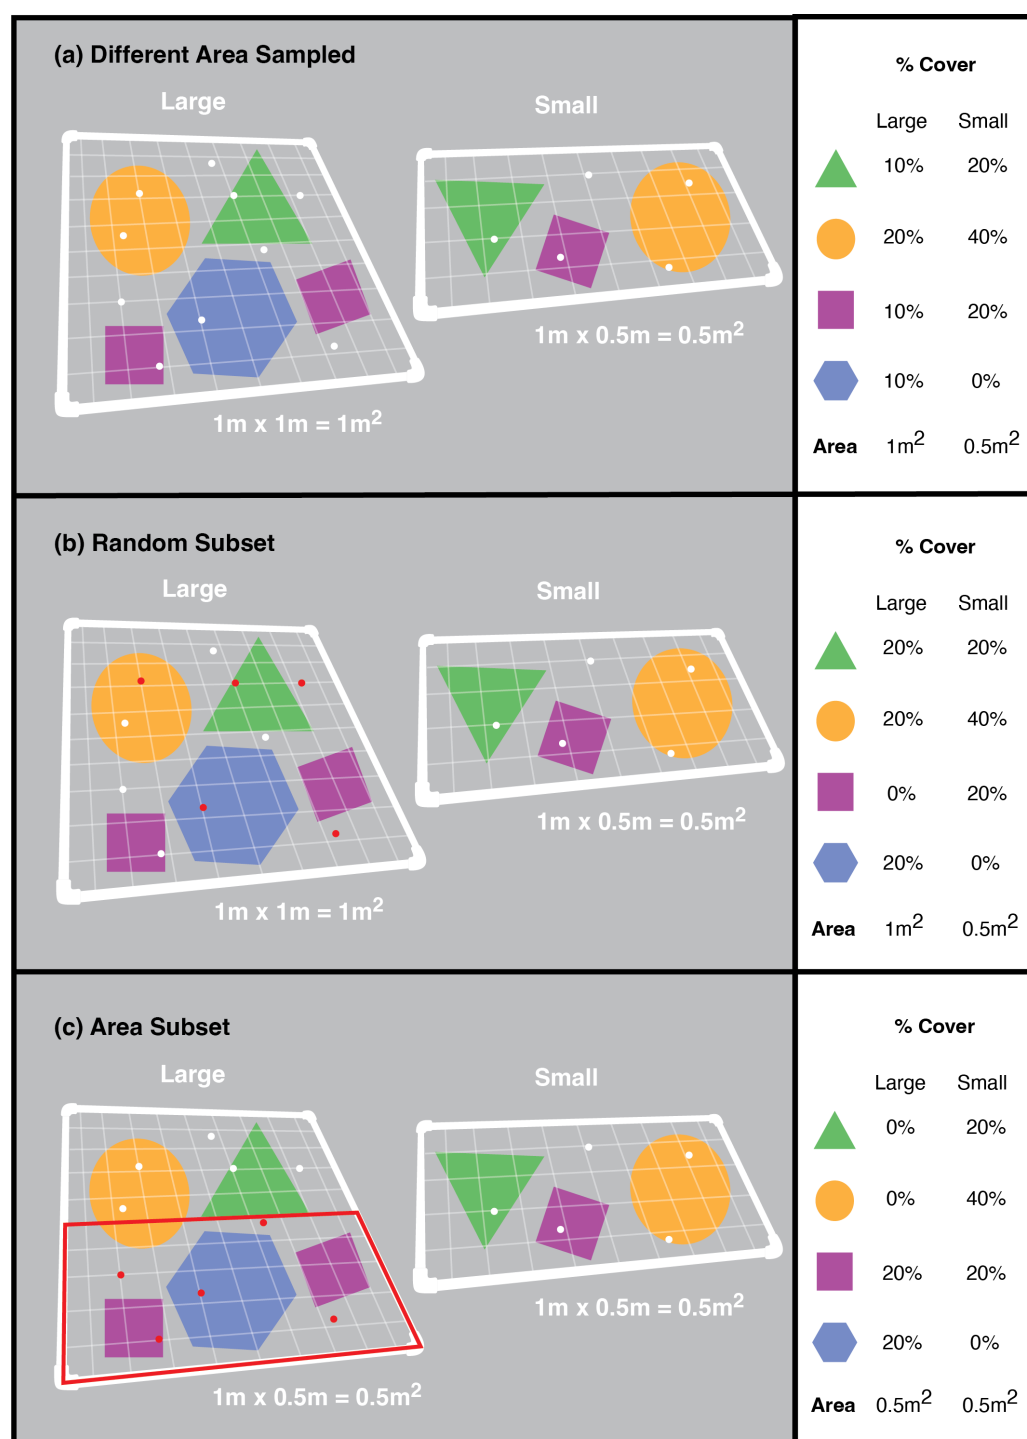 (a) Different Area Sampled
Large
Small
1m x 1m = 1m²
1m x 0.5m = 0.5m²
% Cover
Large Small
10% 20%
20% 40%
10% 20%
10% 0%
Area 1m² 0.5m²
(b) Random Subset
Large
Small
1m x 1m = 1m²
1m x 0.5m = 0.5m²
% Cover
Large Small
20% 20%
20% 40%
0% 20%
20% 0%
Area 1m² 0.5m²
(c) Area Subset
Large
Small
1m x 0.5m = 0.5m²
1m x 0.5m = 0.5m²
% Cover
Large Small
0% 20%
0% 40%
20% 20%
20% 0%
Area 0.5m² 0.5m²